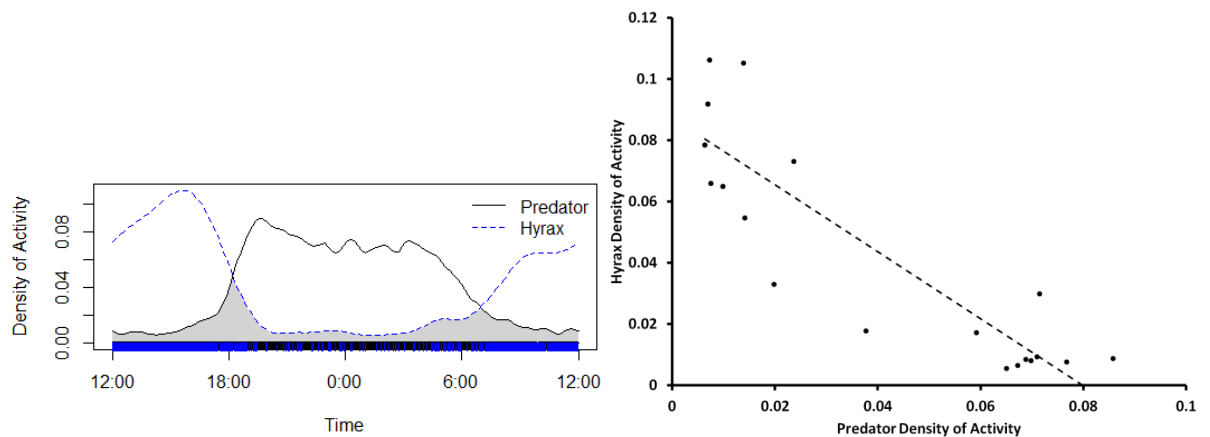 Density of Activity
0.08
0.04
0.00
Predator
Hyrax
12:00 18:00 0:00 6:00 12:00
Time
Hyrax Density of Activity
0.12
0.1
0.08
0.06
0.04
0.02
0
0 0.02 0.04 0.06 0.08 0.1
Predator Density of Activity